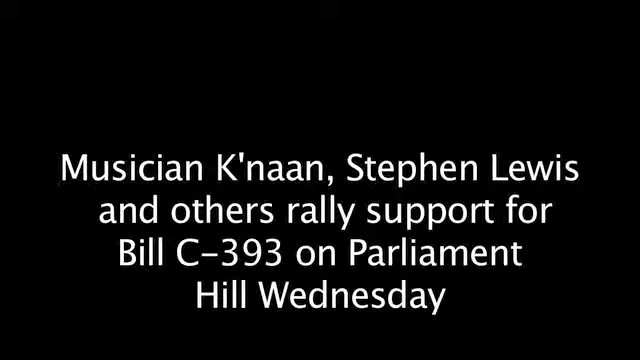 Musician K'naan, Stephen Lewis
and others rally support for
Bill C-393 on Parliament
Hill Wednesday